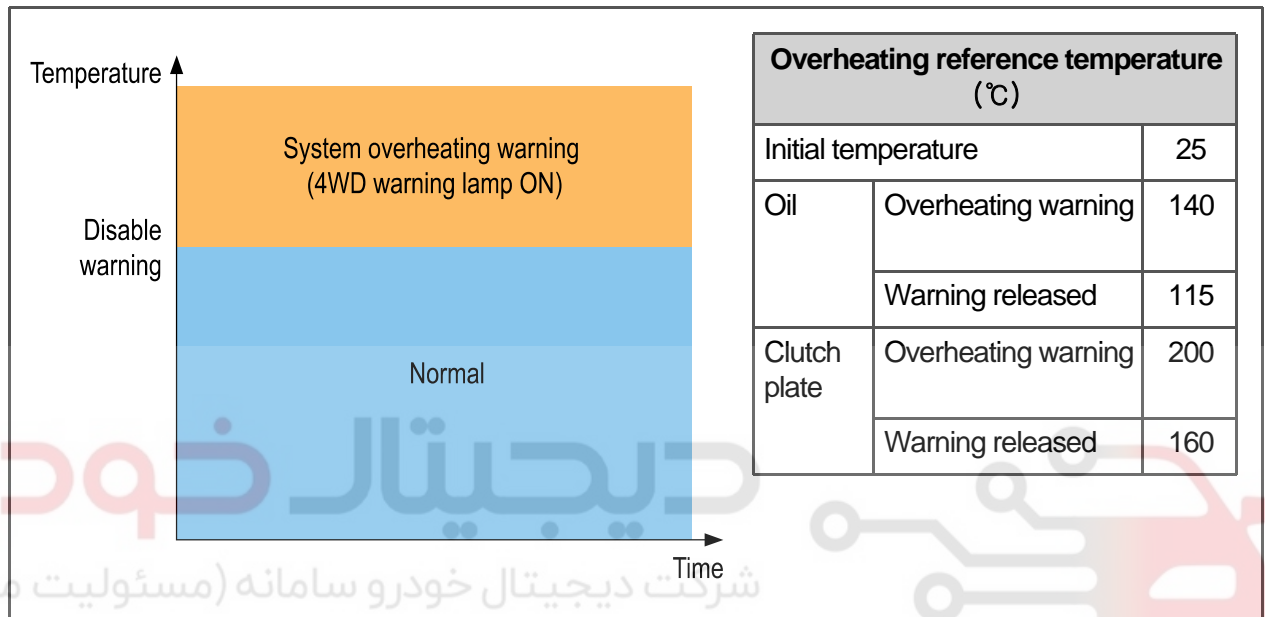 Temperature
System overheating warning
(4WD warning lamp ON)
Disable
warning
Normal
Time
Overheating reference temperature
(℃)
Initial temperature 25
Oil Overheating warning 140
Warning released 115
Clutch plate Overheating warning 200
Warning released 160
دیجیتال خودرو
شرکت دیجیتال خودرو سامانه (مسئولیت